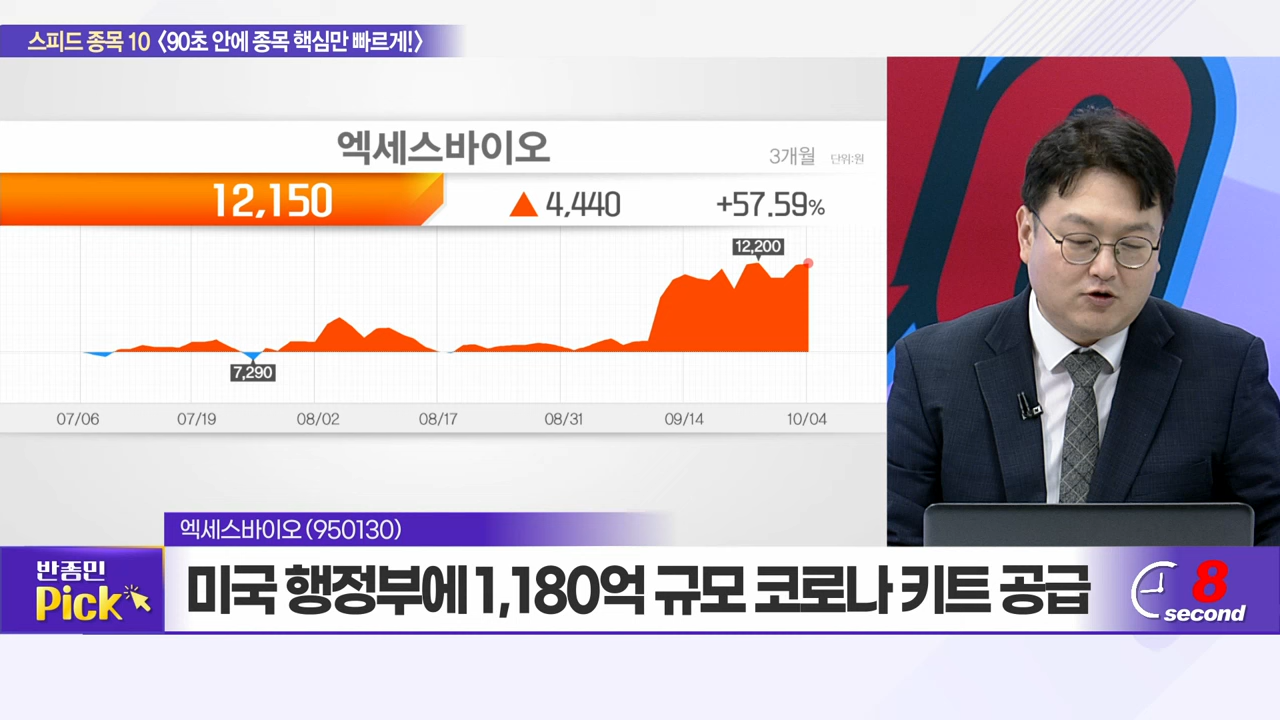 스피드 종목 10 〈90초 안에 종목 핵심만 빠르게!〉
엑세스바이오
3개월 단위:원
12,150 ▲ 4,440 +57.59%
12,200
7,290
07/06 07/19 08/02 08/17 08/31 09/14 10/04
엑세스바이오 (950130)
반종민
Pick
미국 행정부에 1,180억 규모 코로나 키트 공급
8
second